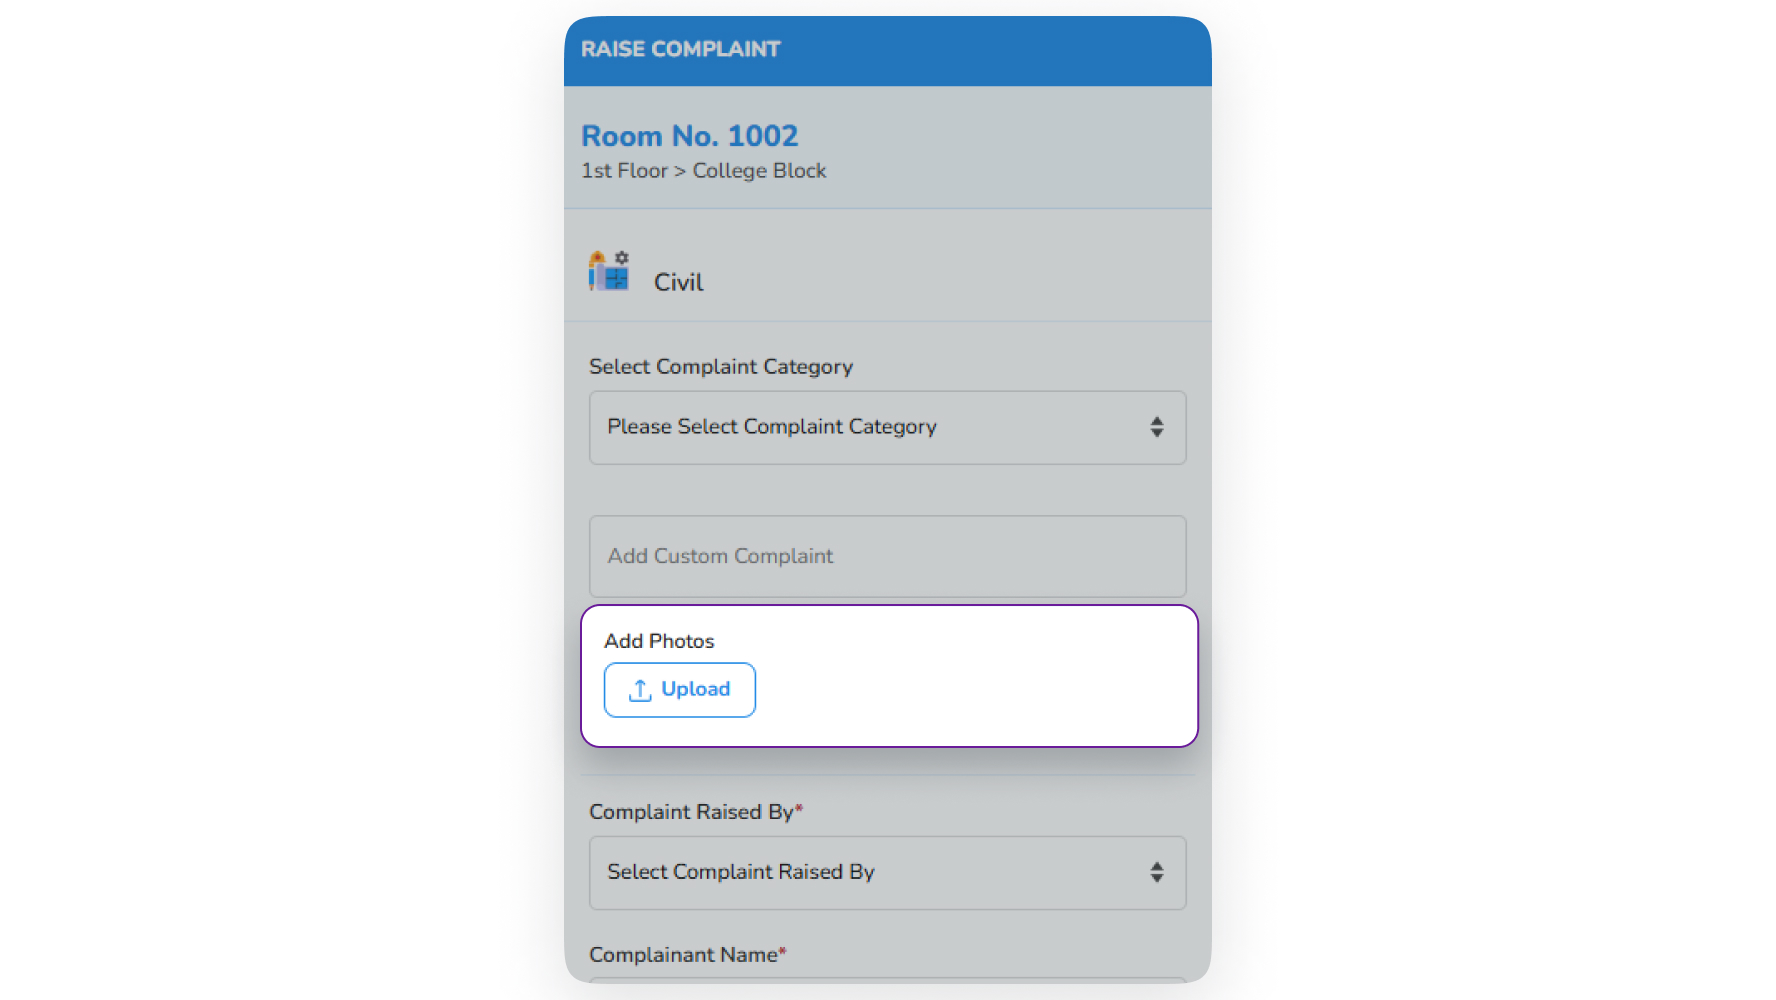 RAISE COMPLAINT
Room No. 1002
1st Floor > College Block
Civil
Select Complaint Category
Please Select Complaint Category
Add Custom Complaint
Add Photos
Upload
Complaint Raised By*
Select Complaint Raised By
Complainant Name*